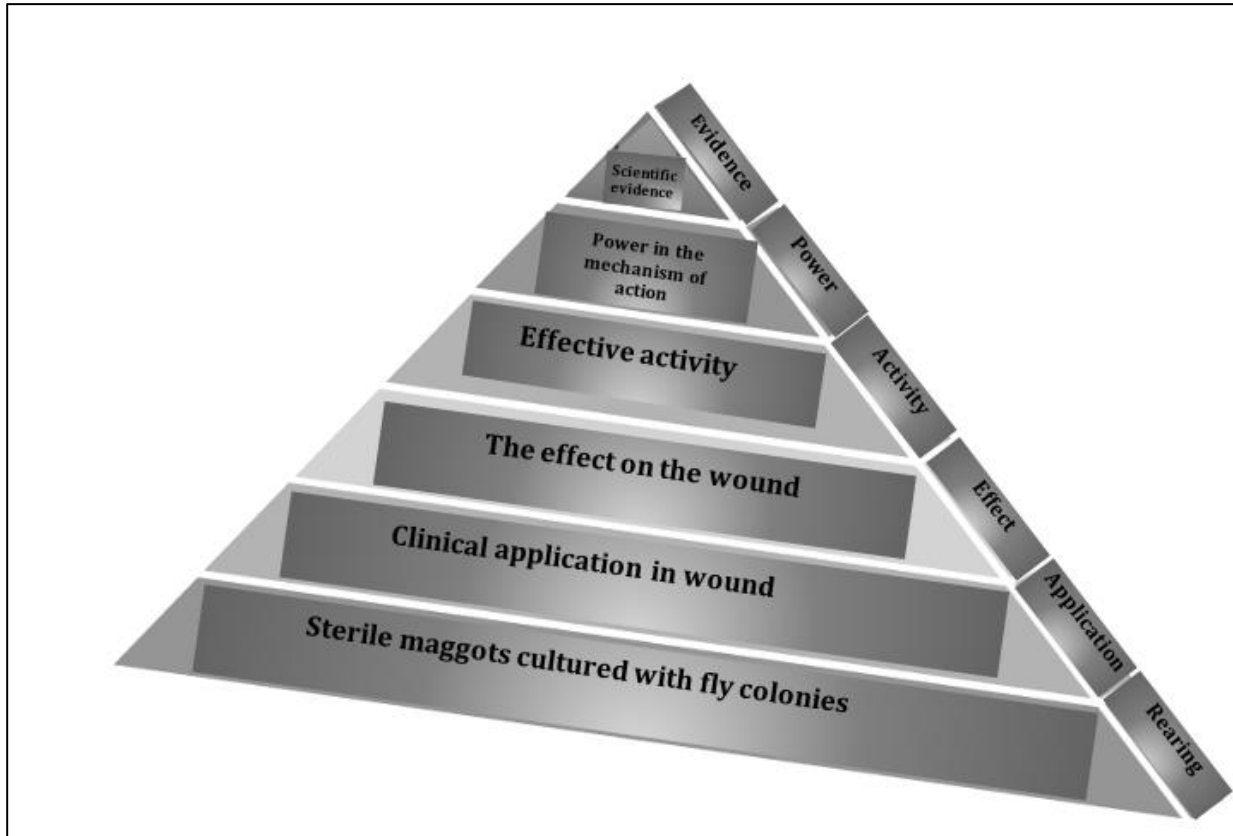 Evidence
Scientific
evidence
Power
Power in the
mechanism of
action
Activity
Effective activity
Effect
The effect on the wound
Application
Clinical application in wound
Rearing
Sterile maggots cultured with fly colonies